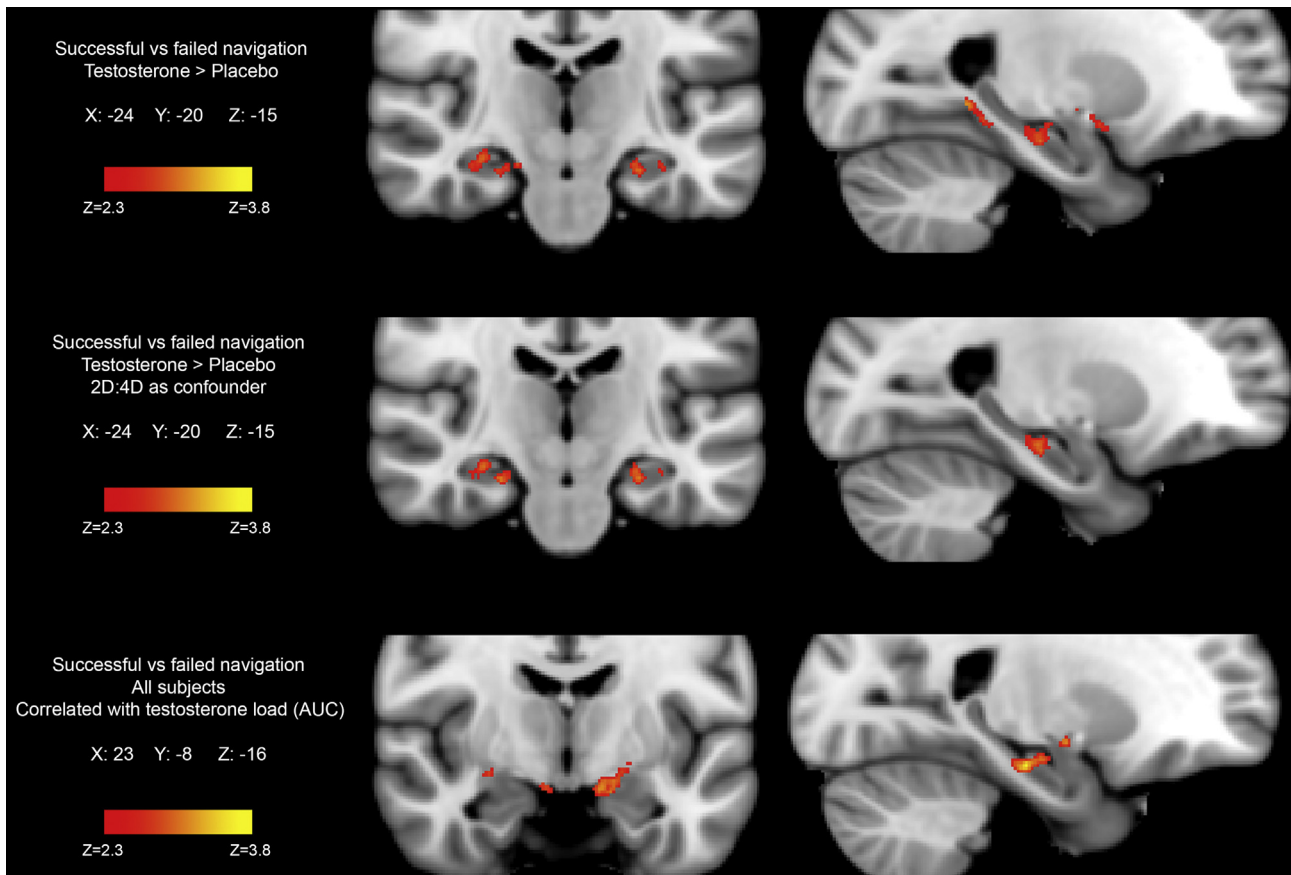 Successful vs failed navigation
Testosterone > Placebo
X: -24 Y: -20 Z: -15
Z=2.3 Z=3.8
Successful vs failed navigation
Testosterone > Placebo
2D:4D as confounder
X: -24 Y: -20 Z: -15
Z=2.3 Z=3.8
Successful vs failed navigation
All subjects
Correlated with testosterone load (AUC)
X: 23 Y: -8 Z: -16
Z=2.3 Z=3.8